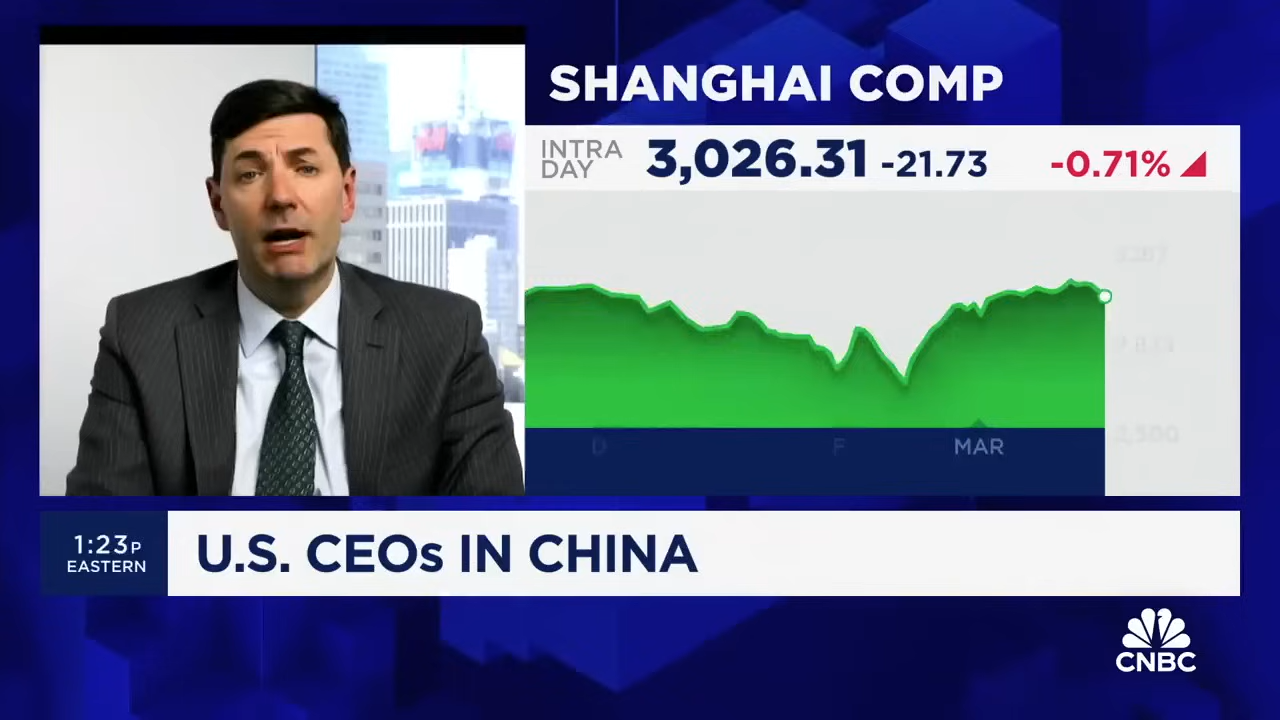 SHANGHAI COMP
INTRA
DAY
3,026.31 -21.73 -0.71%
D F MAR
1:23P
EASTERN
U.S. CEOs IN CHINA
CNBC